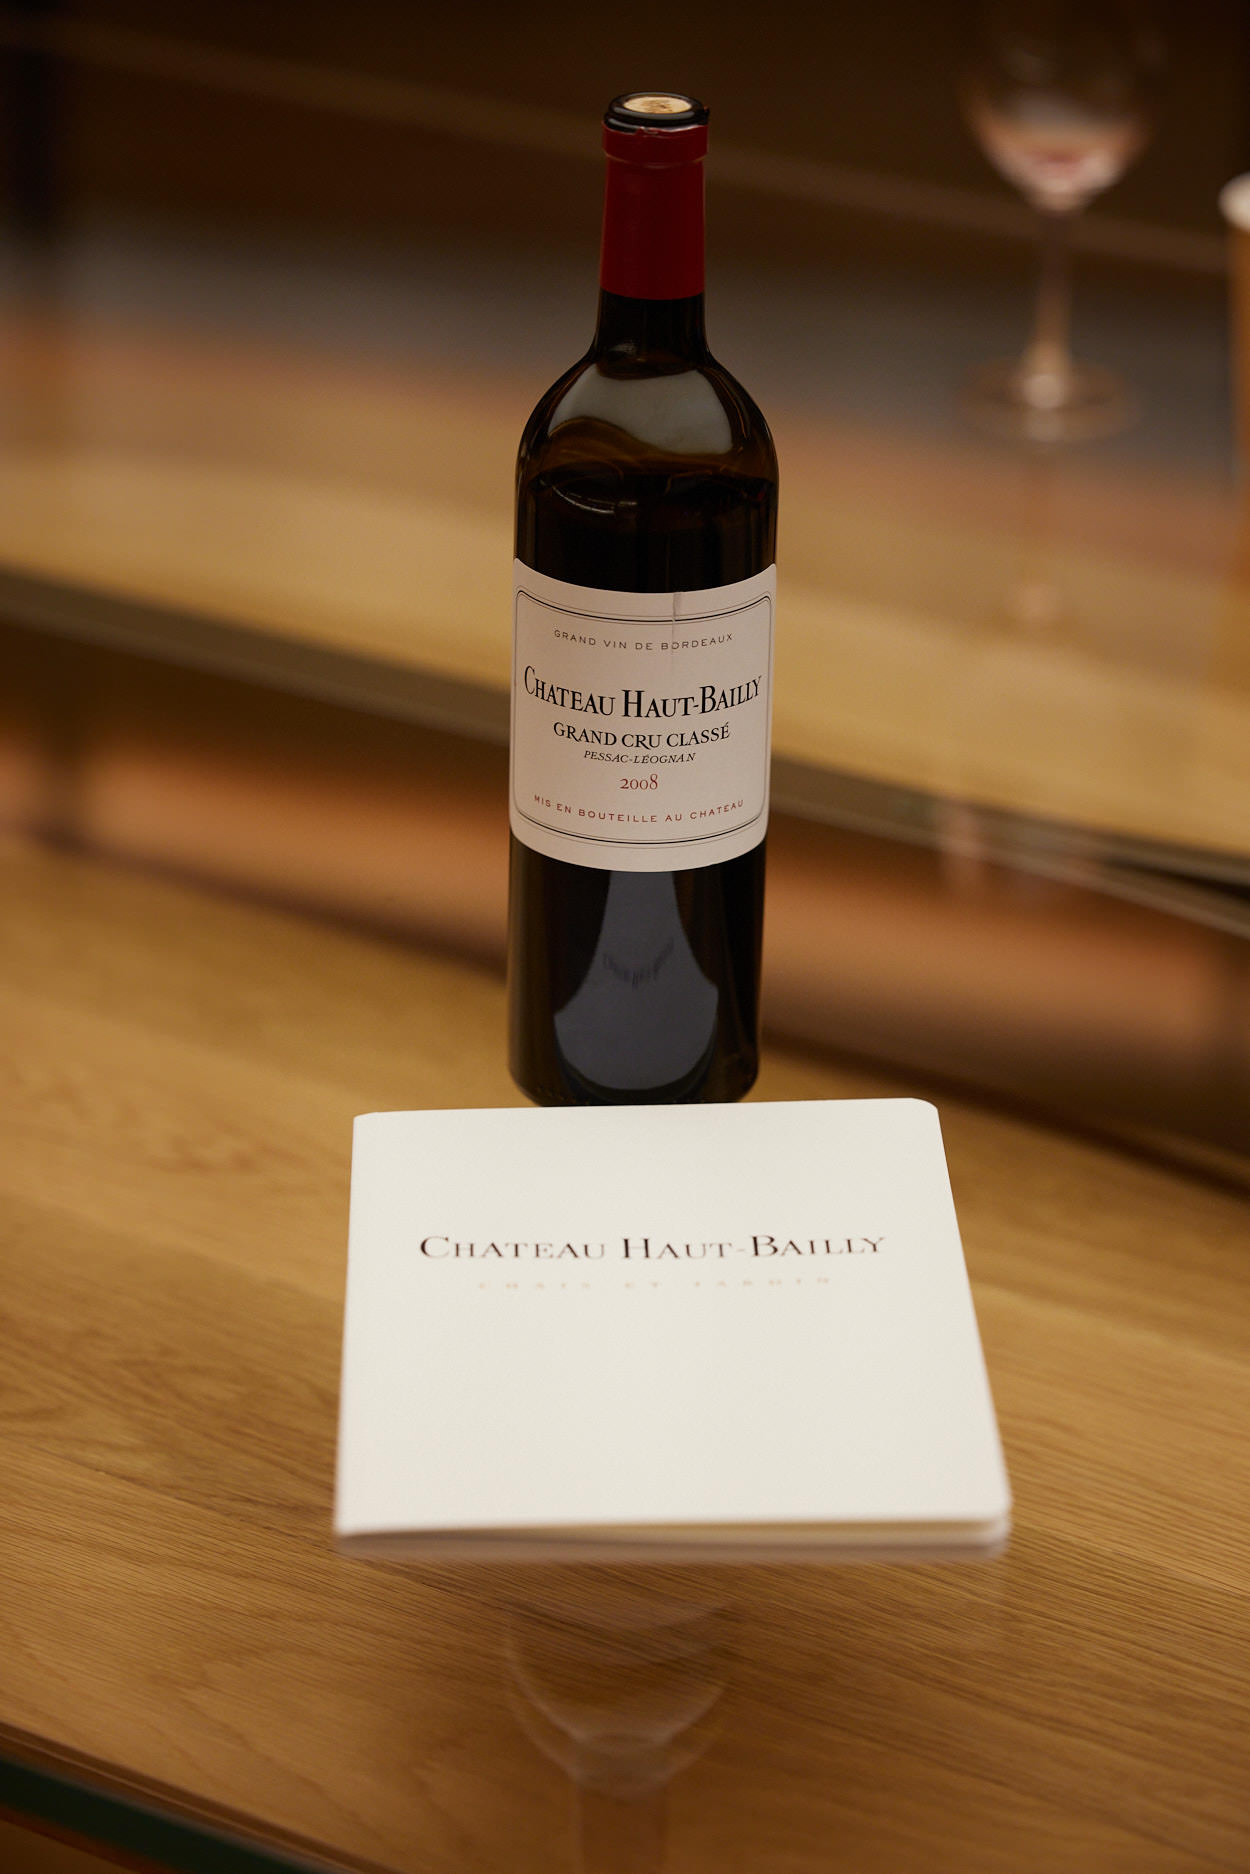 GRAND VIN DE BORDEAUX
CHATEAU HAUT-BAILLY
GRAND CRU CLASSÉ
PESSAC-LÉOGNAN
2008
MIS EN BOUTEILLE AU CHATEAU
CHATEAU HAUT-BAILLY